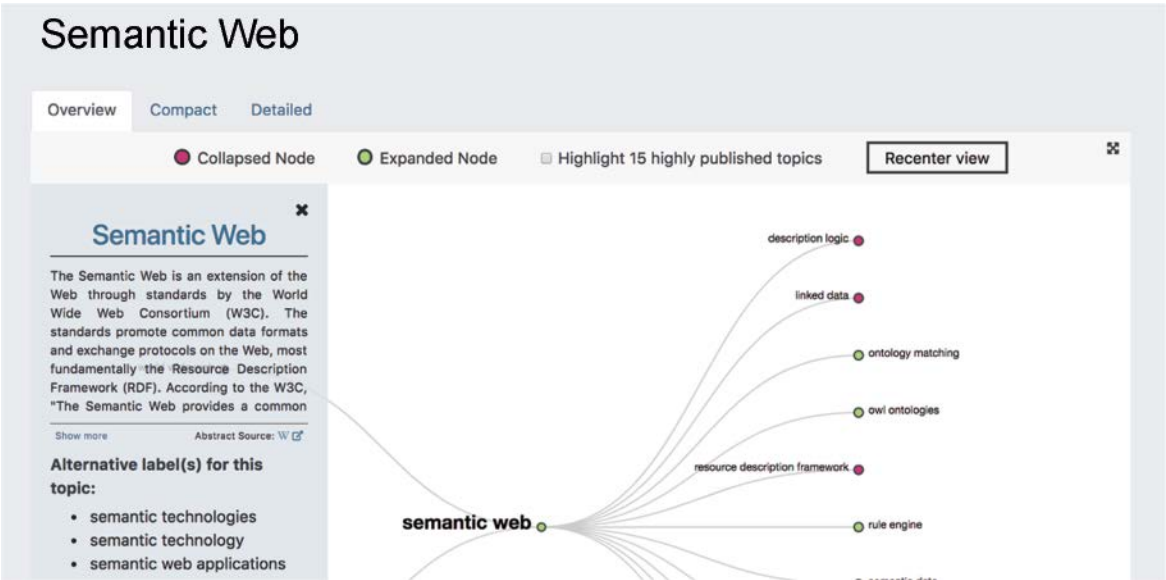 Semantic Web
Overview Compact Detailed
Collapsed Node Expanded Node Highlight 15 highly published topics Recenter view
Semantic Web
The Semantic Web is an extension of the
Web through standards by the World
Wide Web Consortium (W3C). The
standards promote common data formats
and exchange protocols on the Web, most
fundamentally the Resource Description
Framework (RDF). According to the W3C,
"The Semantic Web provides a common
Show more Abstract Source: W
Alternative label(s) for this
topic:
• semantic technologies
• semantic technology
• semantic web applications
description logic
linked data
ontology matching
owl ontologies
resource description framework
semantic web
rule engine
semantic data